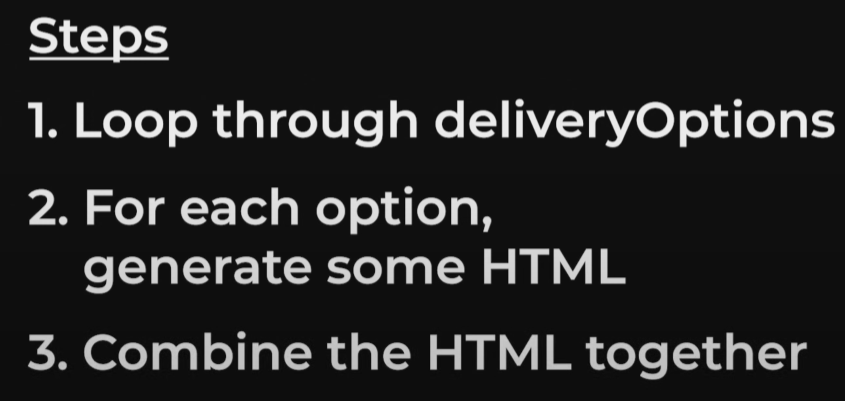 Steps
1. Loop through deliveryOptions
2. For each option,
generate some HTML
3. Combine the HTML together